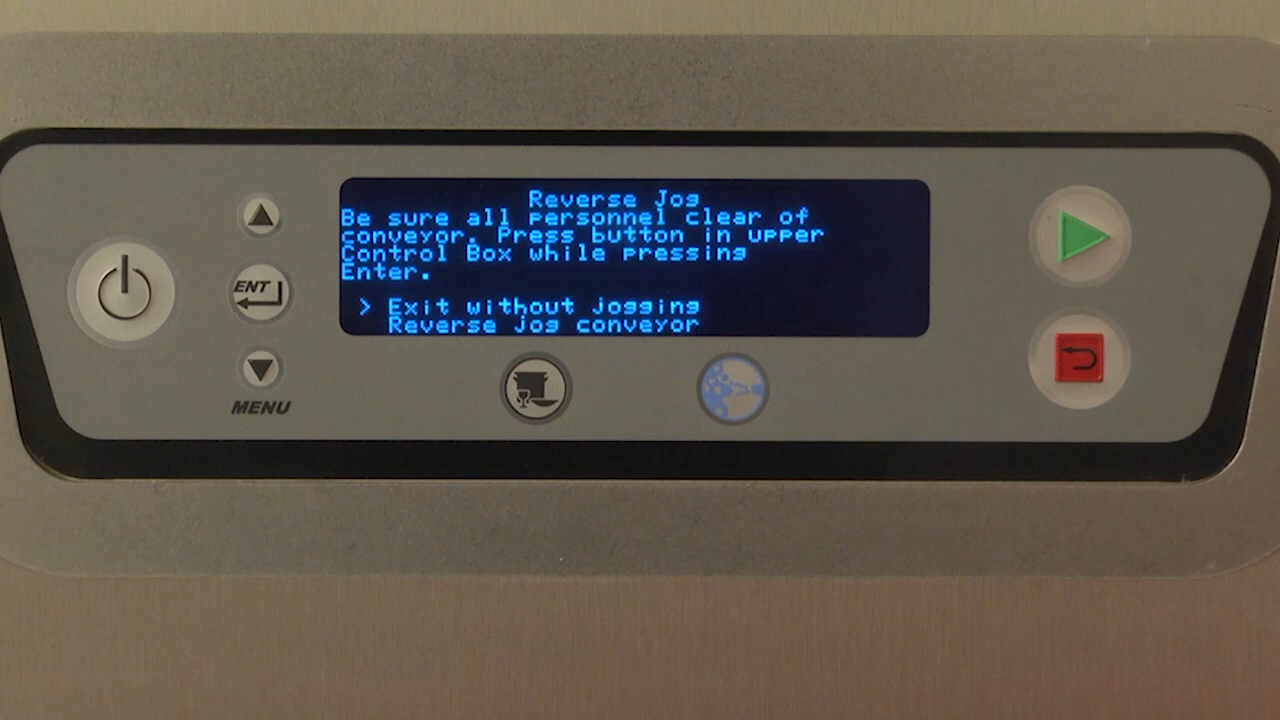 Reverse Jog
Be sure all personnel clear of
conveyor. Press button in upper
Control Box while pressing
Enter.
> Exit without jogging
Reverse Jog conveyor
ENT
MENU